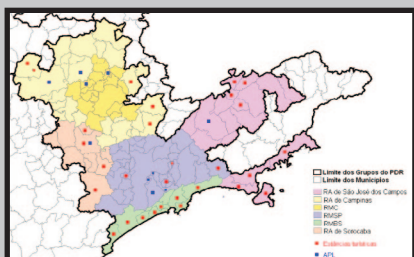 Limite dos Grupos do PDR
Limite dos Municípios
RA de São José dos Campos
RA de Campinas
RMC
RMSP
RMBS
RA de Sorocaba
Estâncias turísticas
APL